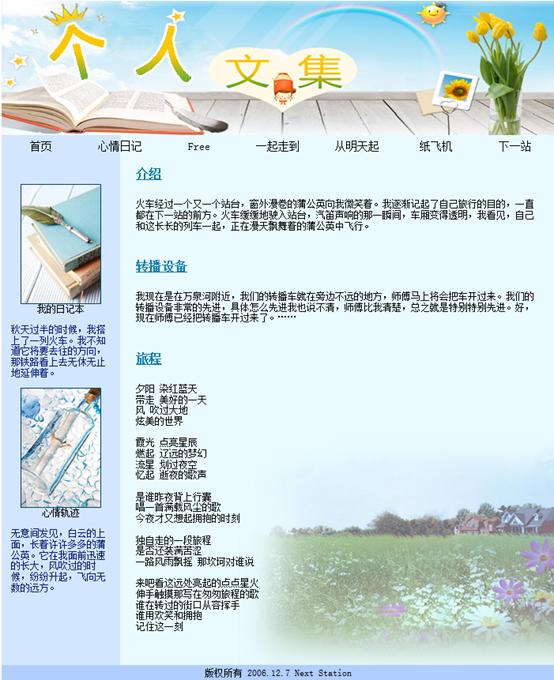 个人文集
首页 心情日记 Free 一起走到 从明天起 纸飞机 下一站
我的日记本
秋天过半的时候，我搭
上了一列火车。我不知
道它将要去往的方向，
那铁路看上去无休无止
地延伸着。
心情轨迹
无意间发见，白云的上
面，长着许许多多的蒲
公英。它在我面前迅速
的长大，风吹过的时
候，纷纷升起，飞向无
数的远方。
介绍
火车经过一个又一个站台，窗外漫卷的蒲公英向我微笑着。我逐渐记起了自己旅行的目的，一直
都在下一站的前方。火车缓缓地驶入站台，汽笛声响的那一瞬间，车厢变得透明，我看见，自己
和这长长的列车一起，正在漫天飘舞着的蒲公英中飞行。
转播设备
我现在是在万泉河附近，我们的转播车就在旁边不远的地方，师傅马上将会把车开过来。我们的
转播设备非常的先进，具体怎么先进我也说不清，师傅比我清楚，总之就是特别特别先进。好，
现在师傅已经把转播车开过来了。……
旅程
夕阳 染红蓝天
带走 美好的一天
风 吹过大地
炫美的世界
霞光 点亮星辰
燃起 辽远的梦幻
流星 划过夜空
忆起 逝夜的歌声
是谁昨夜背上行囊
唱一首满载风尘的歌
今夜才又想起拥抱的时刻
独自走的一段旅程
是否还装满苦涩
一路风雨飘摇 那坎坷对谁说
来吧看这远处亮起的点点星火
伸手触摸那写在匆匆旅程的歌
谁在转过的街口从容挥手
谁用欢笑和拥抱
记住这一刻
版权所有 2006.12.7 Next Station